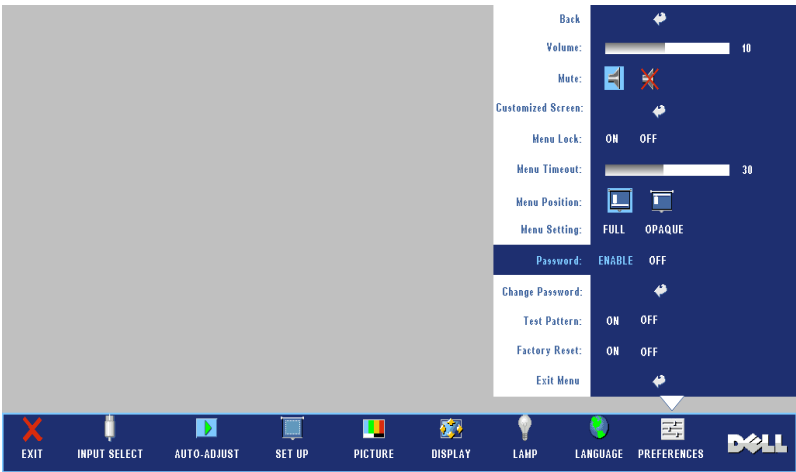 Back
Volume: 10
Mute:
Customized Screen:
Menu Lock: ON OFF
Menu Timeout: 30
Menu Position:
Menu Setting: FULL OPAQUE
Password: ENABLE OFF
Change Password:
Test Pattern: ON OFF
Factory Reset: ON OFF
Exit Menu
EXIT INPUT SELECT AUTO-ADJUST SET UP PICTURE DISPLAY LAMP LANGUAGE PREFERENCES DELL